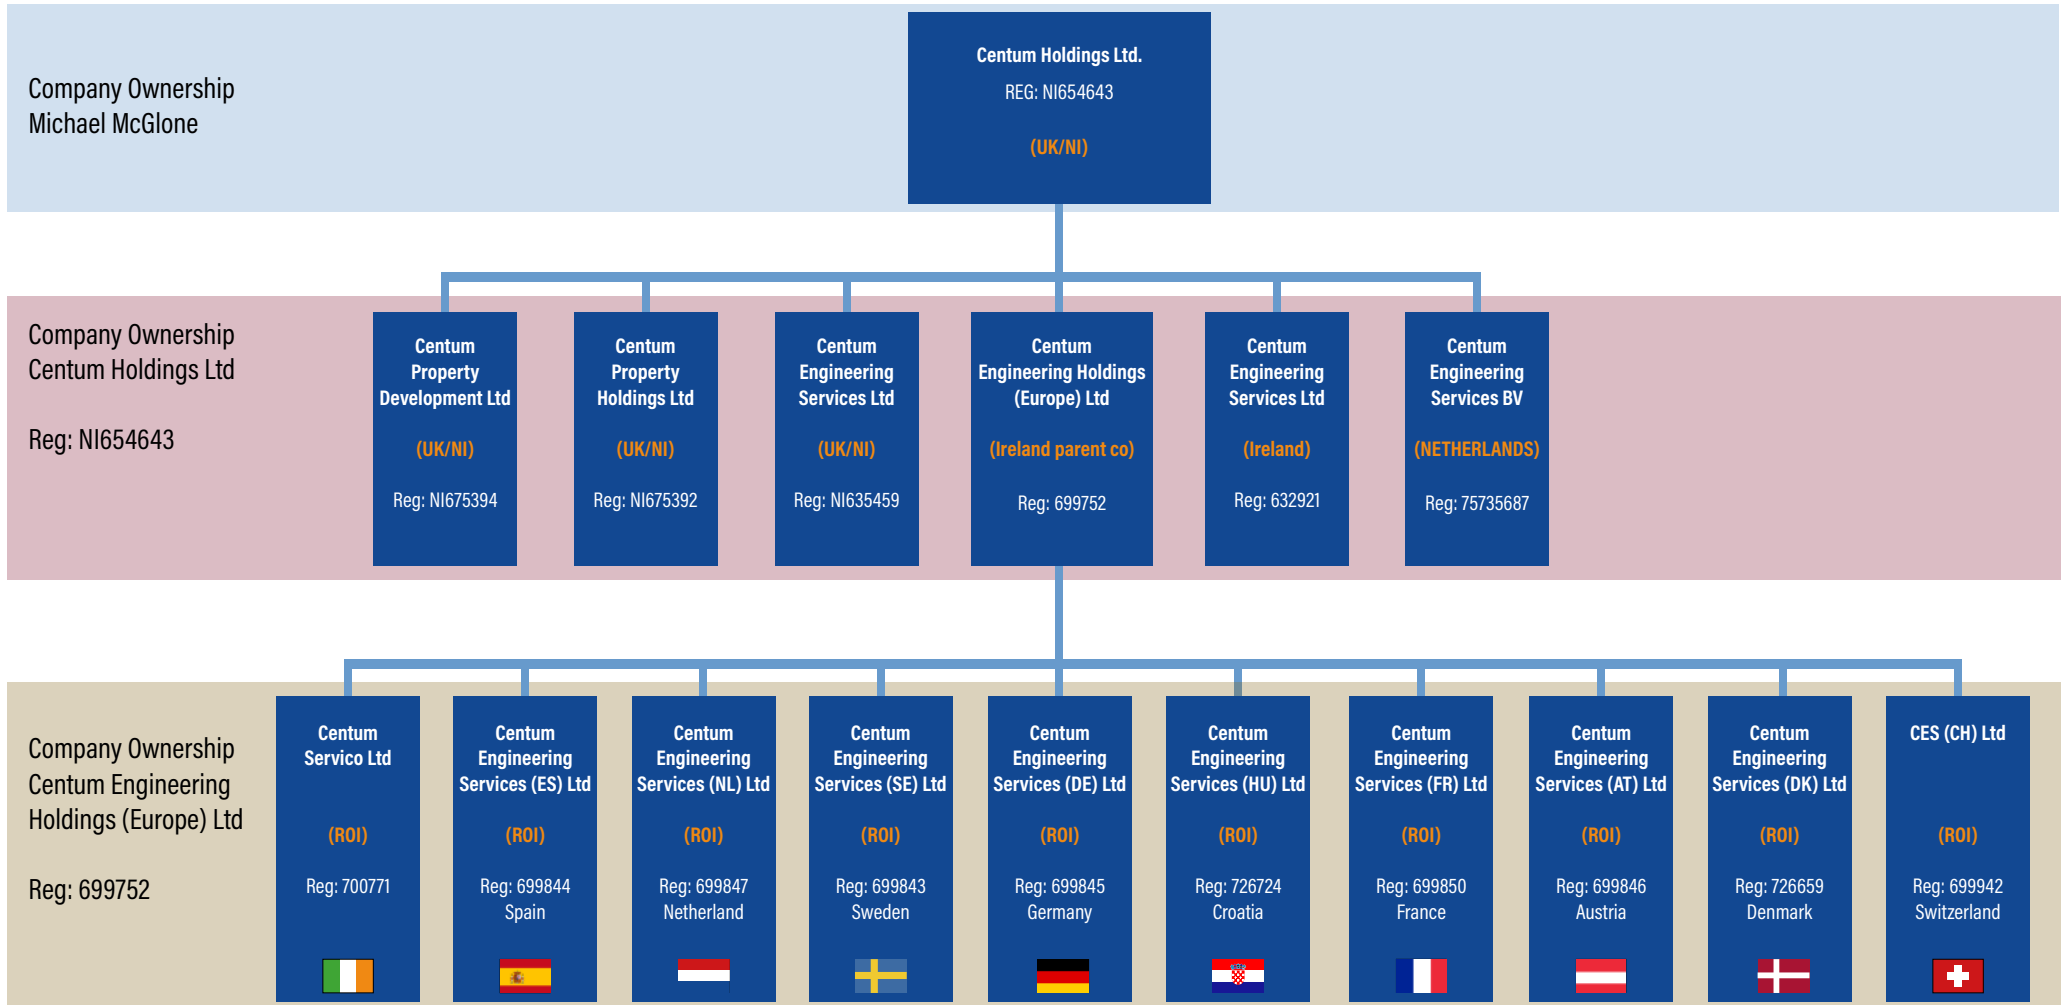 Company Ownership
Michael McGlone
Centum Holdings Ltd.
REG: NI654643
(UK/NI)
Company Ownership
Centum Holdings Ltd
Reg: NI654643
Centum
Property
Development Ltd
(UK/NI)
Reg: NI675394
Centum
Property
Holdings Ltd
(UK/NI)
Reg: NI675392
Centum
Engineering
Services Ltd
(UK/NI)
Reg: NI635459
Centum
Engineering Holdings
(Europe) Ltd
(Ireland parent co)
Reg: 699752
Centum
Engineering
Services Ltd
(Ireland)
Reg: 632921
Centum
Engineering
Services BV
(NETHERLANDS)
Reg: 75735687
Company Ownership
Centum Engineering
Holdings (Europe) Ltd
Reg: 699752
Centum
Servico Ltd
(ROI)
Reg: 700771
Centum
Engineering
Services (ES) Ltd
(ROI)
Reg: 699844
Spain
Centum
Engineering
Services (NL) Ltd
(ROI)
Reg: 699847
Netherland
Centum
Engineering
Services (SE) Ltd
(ROI)
Reg: 699843
Sweden
Centum
Engineering
Services (DE) Ltd
(ROI)
Reg: 699845
Germany
Centum
Engineering
Services (HU) Ltd
(ROI)
Reg: 726724
Croatia
Centum
Engineering
Services (FR) Ltd
(ROI)
Reg: 699850
France
Centum
Engineering
Services (AT) Ltd
(ROI)
Reg: 699846
Austria
Centum
Engineering
Services (DK) Ltd
(ROI)
Reg: 726659
Denmark
CES (CH) Ltd
(ROI)
Reg: 699942
Switzerland